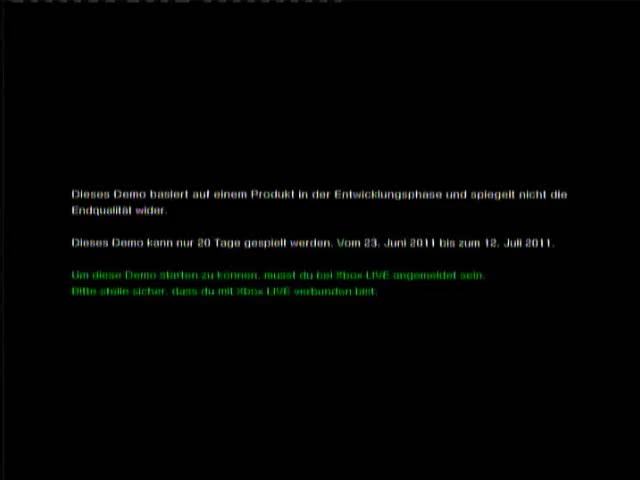 Dieses Demo basiert auf einem Produkt in der Entwicklungsphase und spiegelt nicht die
Endqualität wider.
Dieses Demo kann nur 20 Tage gespielt werden. Vom 23. Juni 2011 bis zum 12. Juli 2011.
Um diese Demo starten zu können, musst du bei Xbox LIVE angemeldet sein.
Bitte stelle sicher, dass du mit Xbox LIVE verbunden bist.